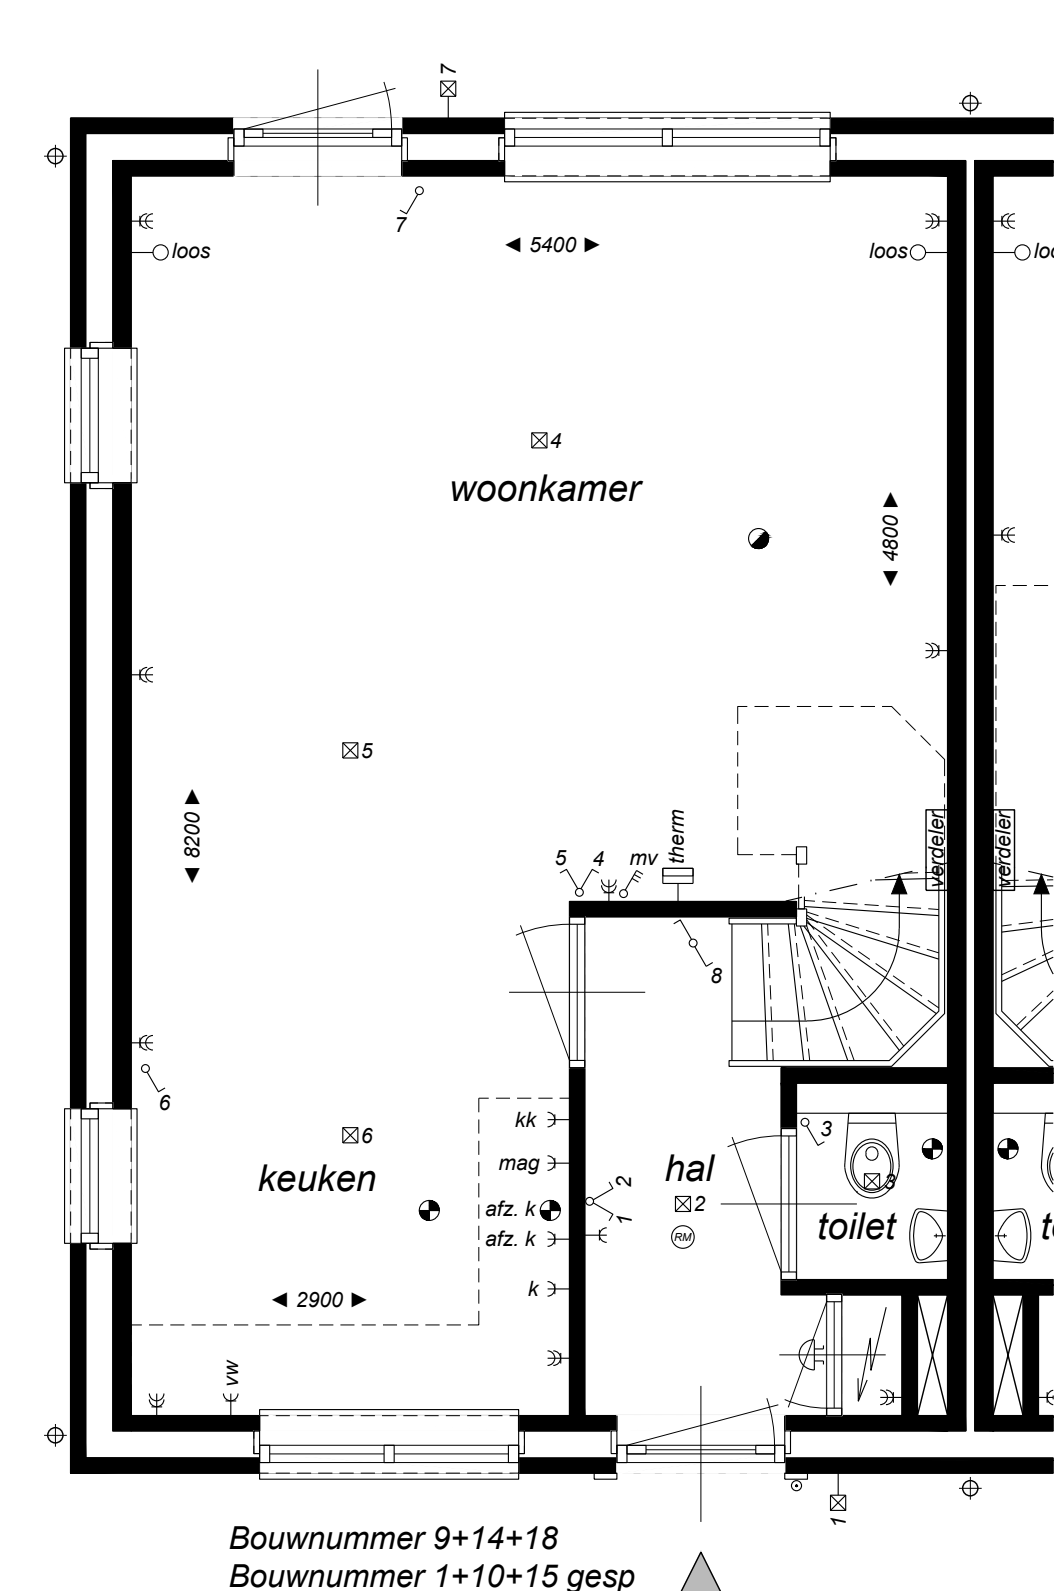 7
7
◄ 5400 ►
loos
loos
loo
4
woonkamer
◄ 4800 ►
5
◄ 8200 ►
5
4
mv
therm
verdeler
verdeler
8
6
kk
6
mag
keuken
afz. k
afz. k
k
2
1
hal
2
RM
3
3
toilet
t
◄ 2900 ►
vw
1
Bouwnummer 9+14+18
Bouwnummer 1+10+15 gesp